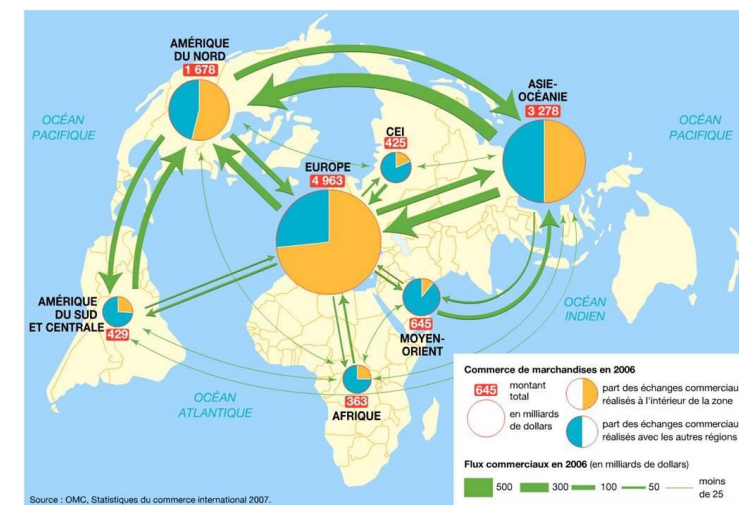 AMÉRIQUE
DU NORD
1 678
OCÉAN
PACIFIQUE
ASIE-
OCÉANIE
3 278
OCÉAN
PACIFIQUE
CEI
425
EUROPE
4 963
AMÉRIQUE
DU SUD
ET CENTRALE
429
645
MOYEN-
ORIENT
OCÉAN
INDIEN
OCÉAN
ATLANTIQUE
363
AFRIQUE
Commerce de marchandises en 2006
645
montant
total
en milliards
de dollars
part des échanges commerciau
réalisés à l'intérieur de la zone
part des échanges commerciau
réalisés avec les autres régions
Flux commerciaux en 2006 (en milliards de dollars)
500 300 100 50 moins
de 25
Source : OMC, Statistiques du commerce international 2007.